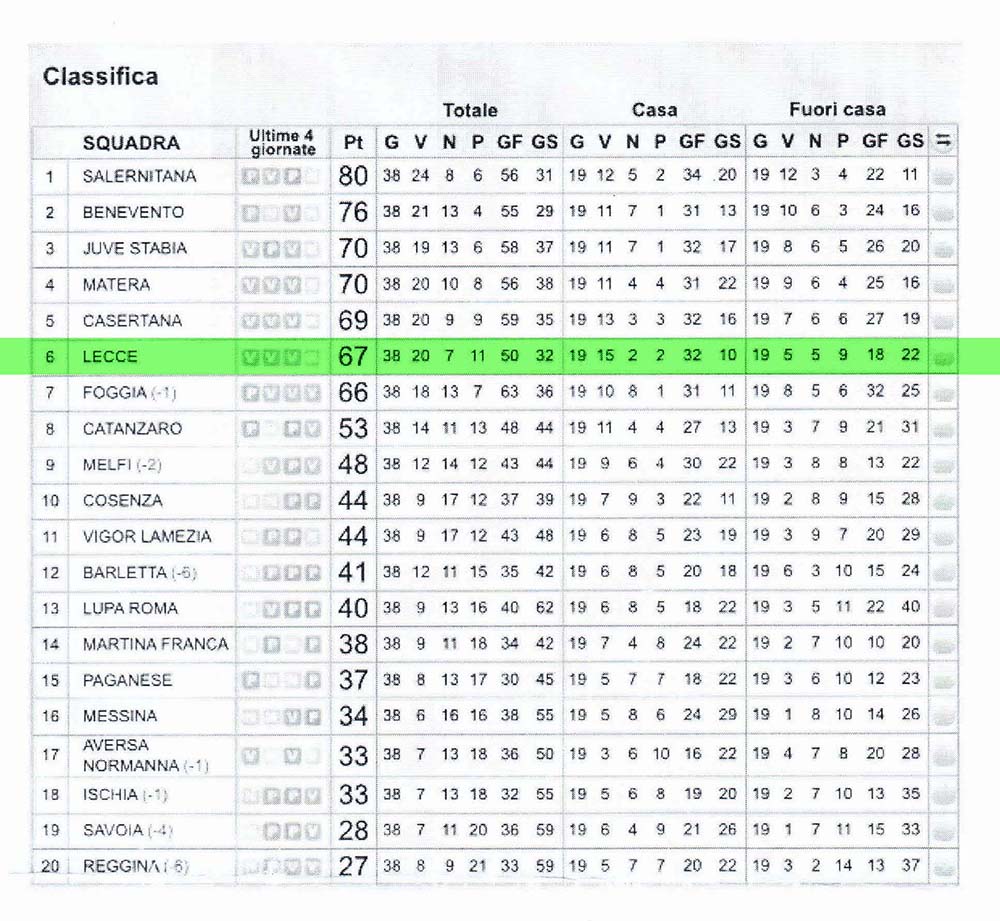 Classifica
Totale Casa Fuori casa
SQUADRA Ultime 4 giornate Pt G V N P GF GS G V N P GF GS G V N P GF GS
1 SALERNITANA 80 38 24 8 6 56 31 19 12 5 2 34 20 19 12 3 4 22 11
2 BENEVENTO 76 38 21 13 4 55 29 19 11 7 1 31 13 19 10 6 3 24 16
3 JUVE STABIA 70 38 19 13 6 58 37 19 11 7 1 32 17 19 8 6 5 26 20
4 MATERA 70 38 20 10 8 56 38 19 11 4 4 31 22 19 9 6 4 25 16
5 CASERTANA 69 38 20 9 9 59 35 19 13 3 3 32 16 19 7 6 6 27 19
6 LECCE 67 38 20 7 11 50 32 19 15 2 2 32 10 19 5 5 9 18 22
7 FOGGIA (-1) 66 38 18 13 7 63 36 19 10 8 1 31 11 19 8 5 6 32 25
8 CATANZARO 53 38 14 11 13 48 44 19 11 4 4 27 13 19 3 7 9 21 31
9 MELFI (-2) 48 38 12 14 12 43 44 19 9 6 4 30 22 19 3 8 8 13 22
10 COSENZA 44 38 9 17 12 37 39 19 7 9 3 22 11 19 2 8 9 15 28
11 VIGOR LAMEZIA 44 38 9 17 12 43 48 19 6 8 5 23 19 19 3 9 7 20 29
12 BARLETTA (-6) 41 38 12 11 15 35 42 19 6 8 5 20 18 19 6 3 10 15 24
13 LUPA ROMA 40 38 9 13 16 40 62 19 6 8 5 18 22 19 3 5 11 22 40
14 MARTINA FRANCA 38 38 9 11 18 34 42 19 7 4 8 24 22 19 2 7 10 10 20
15 PAGANESE 37 38 8 13 17 30 45 19 5 7 7 18 22 19 3 6 10 12 23
16 MESSINA 34 38 6 16 16 38 55 19 5 8 6 24 29 19 1 8 10 14 26
17 AVERSA NORMANNA (-1) 33 38 7 13 18 36 50 19 3 6 10 16 22 19 4 7 8 20 28
18 ISCHIA (-1) 33 38 7 13 18 32 55 19 5 6 8 19 20 19 2 7 10 13 35
19 SAVOIA (-4) 28 38 7 11 20 36 59 19 6 4 9 21 26 19 1 7 11 15 33
20 REGGINA (-6) 27 38 8 9 21 33 59 19 5 7 7 20 22 19 3 2 14 13 37